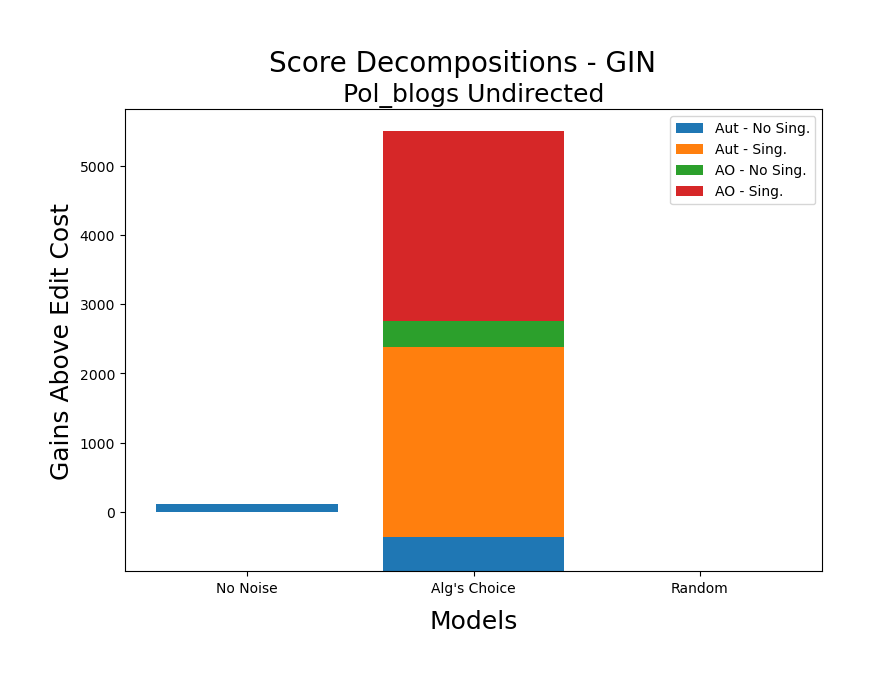 Score Decompositions - GIN
Pol_blogs Undirected
Aut - No Sing.
Aut - Sing.
AO - No Sing.
AO - Sing.
Gains Above Edit Cost
5000
4000
3000
2000
1000
0
No Noise
Alg's Choice
Random
Models